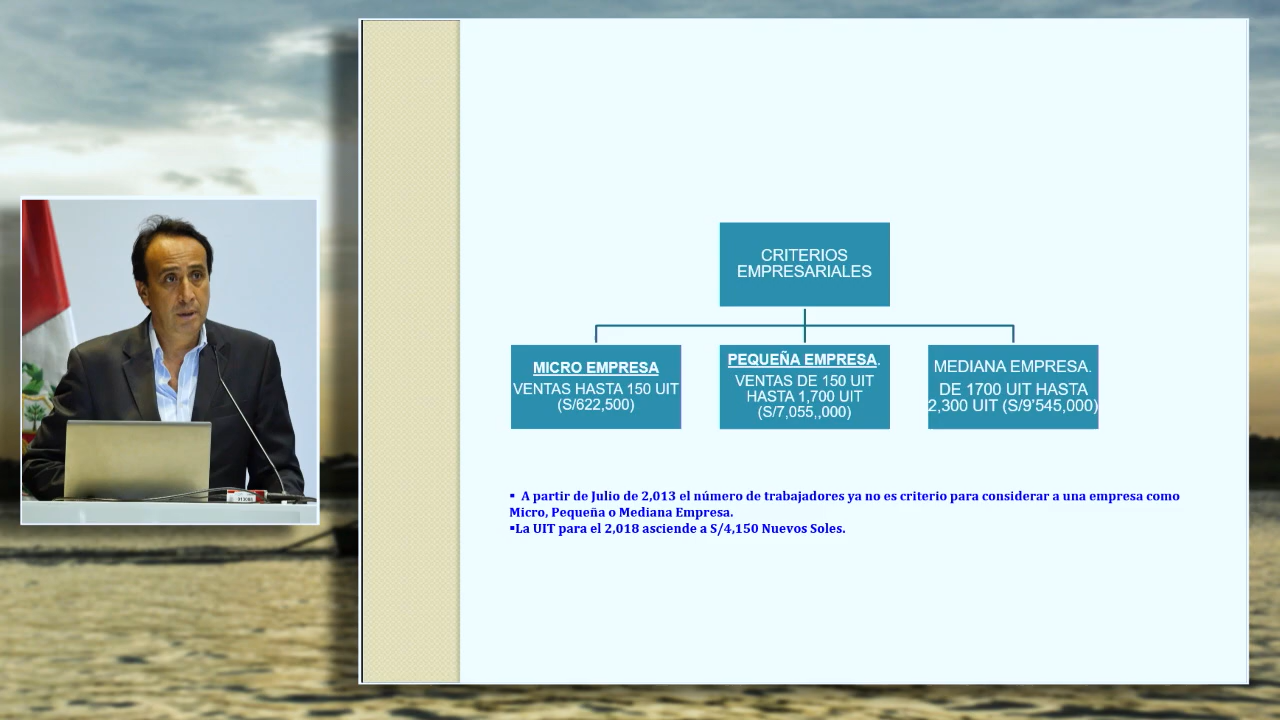 CRITERIOS
EMPRESARIALES
MICRO EMPRESA
VENTAS HASTA 150 UIT
(S/622,500)
PEQUEÑA EMPRESA.
VENTAS DE 150 UIT
HASTA 1,700 UIT
(S/7,055,,000)
MEDIANA EMPRESA.
DE 1700 UIT HASTA
2,300 UIT (S/9'545,000)
▪ A partir de Julio de 2,013 el número de trabajadores ya no es criterio para considerar a una empresa como
Micro, Pequeña o Mediana Empresa.
▪La UIT para el 2,018 asciende a S/4,150 Nuevos Soles.